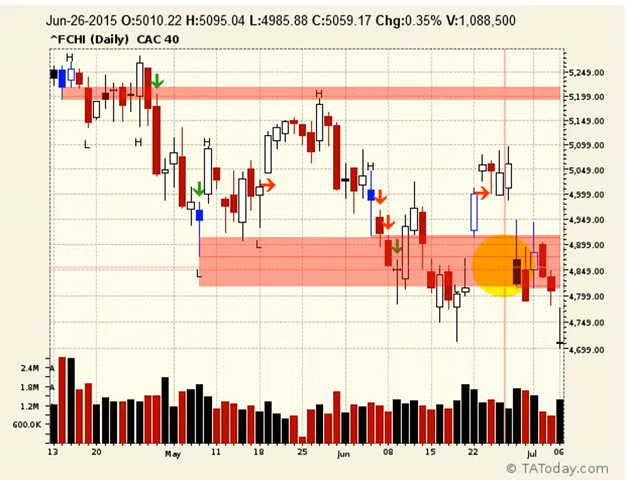 Jun-26-2015 O:5010.22 H:5095.04 L:4985.88 C:5059.17 Chg:0.35% V:1,088,500
^FCHI (Daily) CAC 40
H
5,249.00
5,199.00
H
5,149.00
L
H
H
5,099.00
H
5,049.00
4,999.00
4,949.00
L
4,899.00
L
4,849.00
4,799.00
4,749.00
4,699.00
2.4M
1.8M
1.2M
600.0K
13 20 May 11 18 26 Jun 08 15 22 Jul 06
© TAToday.com